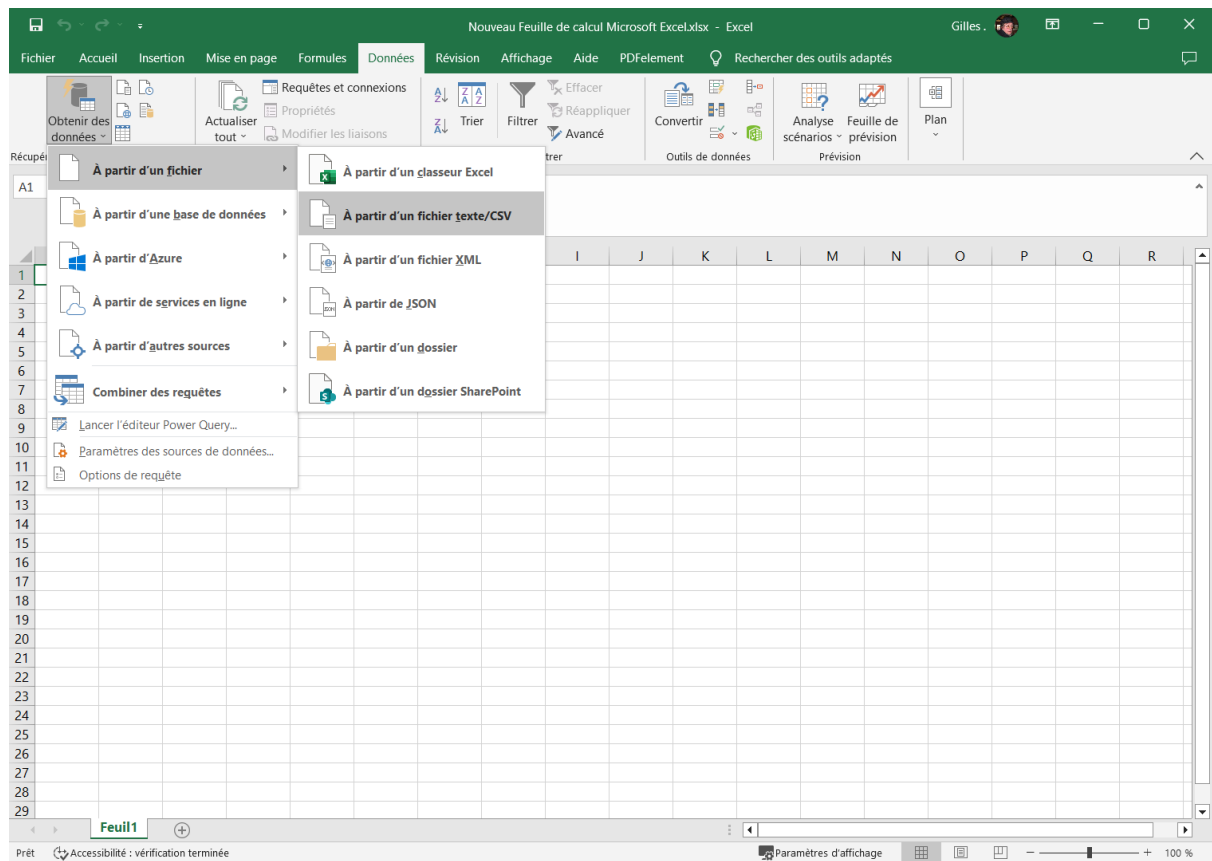 Nouveau Feuille de calcul Microsoft Excel.xlsx - Excel
Gilles .
Fichier Accueil Insertion Mise en page Formules Données Révision Affichage Aide PDFelement Rechercher des outils adaptés
Obtenir des données
Actualiser tout
Requêtes et connexions
Propriétés
Modifier les liaisons
Trier
Filtrer
Effacer
Réappliquer
Avancé
Convertir
Analyse scénarios
Feuille de prévision
Plan
Outils de données
Prévision
A1
À partir d'un fichier
À partir d'une base de données
À partir d'Azure
À partir de services en ligne
À partir d'autres sources
Combiner des requêtes
Lancer l'éditeur Power Query...
Paramètres des sources de données...
Options de requête
À partir d'un classeur Excel
À partir d'un fichier texte/CSV
À partir d'un fichier XML
À partir de JSON
À partir d'un dossier
À partir d'un dossier SharePoint
I J K L M N O P Q R
1
2
3
4
5
6
7
8
9
10
11
12
13
14
15
16
17
18
19
20
21
22
23
24
25
26
27
28
29
Feuil1
Prêt Accessibilité : vérification terminée Paramètres d'affichage 100 %